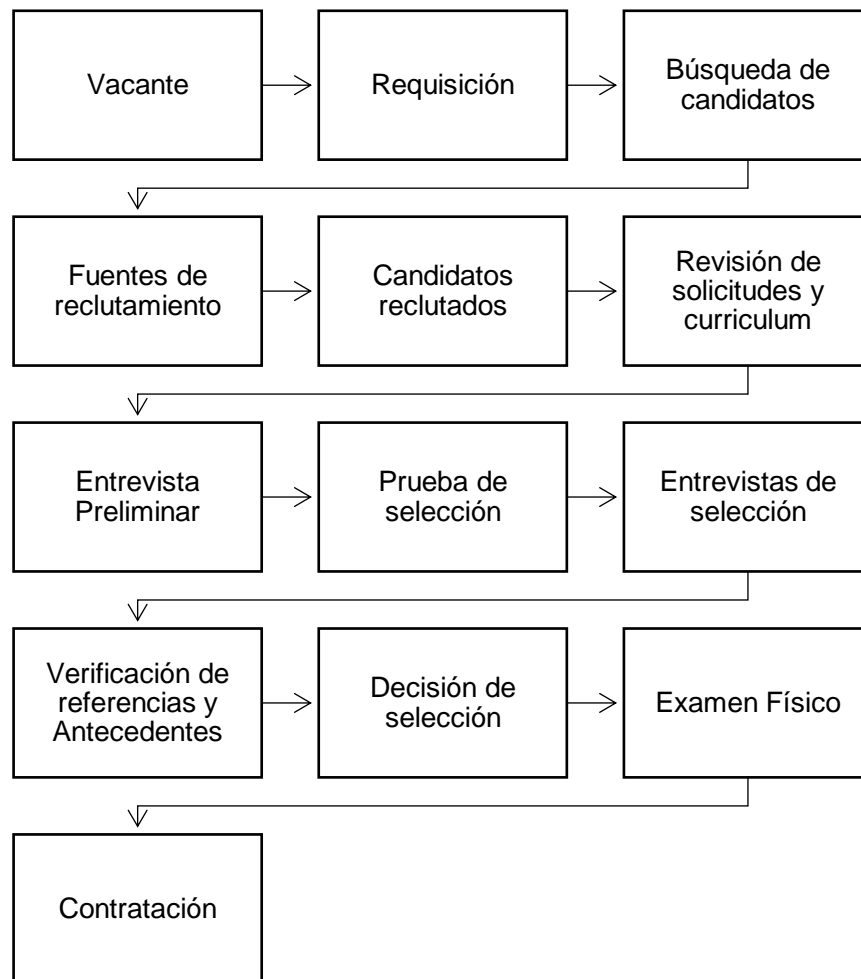 Vacante
Requisición
Búsqueda de
candidatos
Fuentes de
reclutamiento
Candidatos
reclutados
Revisión de
solicitudes y
curriculum
Entrevista
Preliminar
Prueba de
selección
Entrevistas de
selección
Verificación de
referencias y
Antecedentes
Decisión de
selección
Examen Físico
Contratación